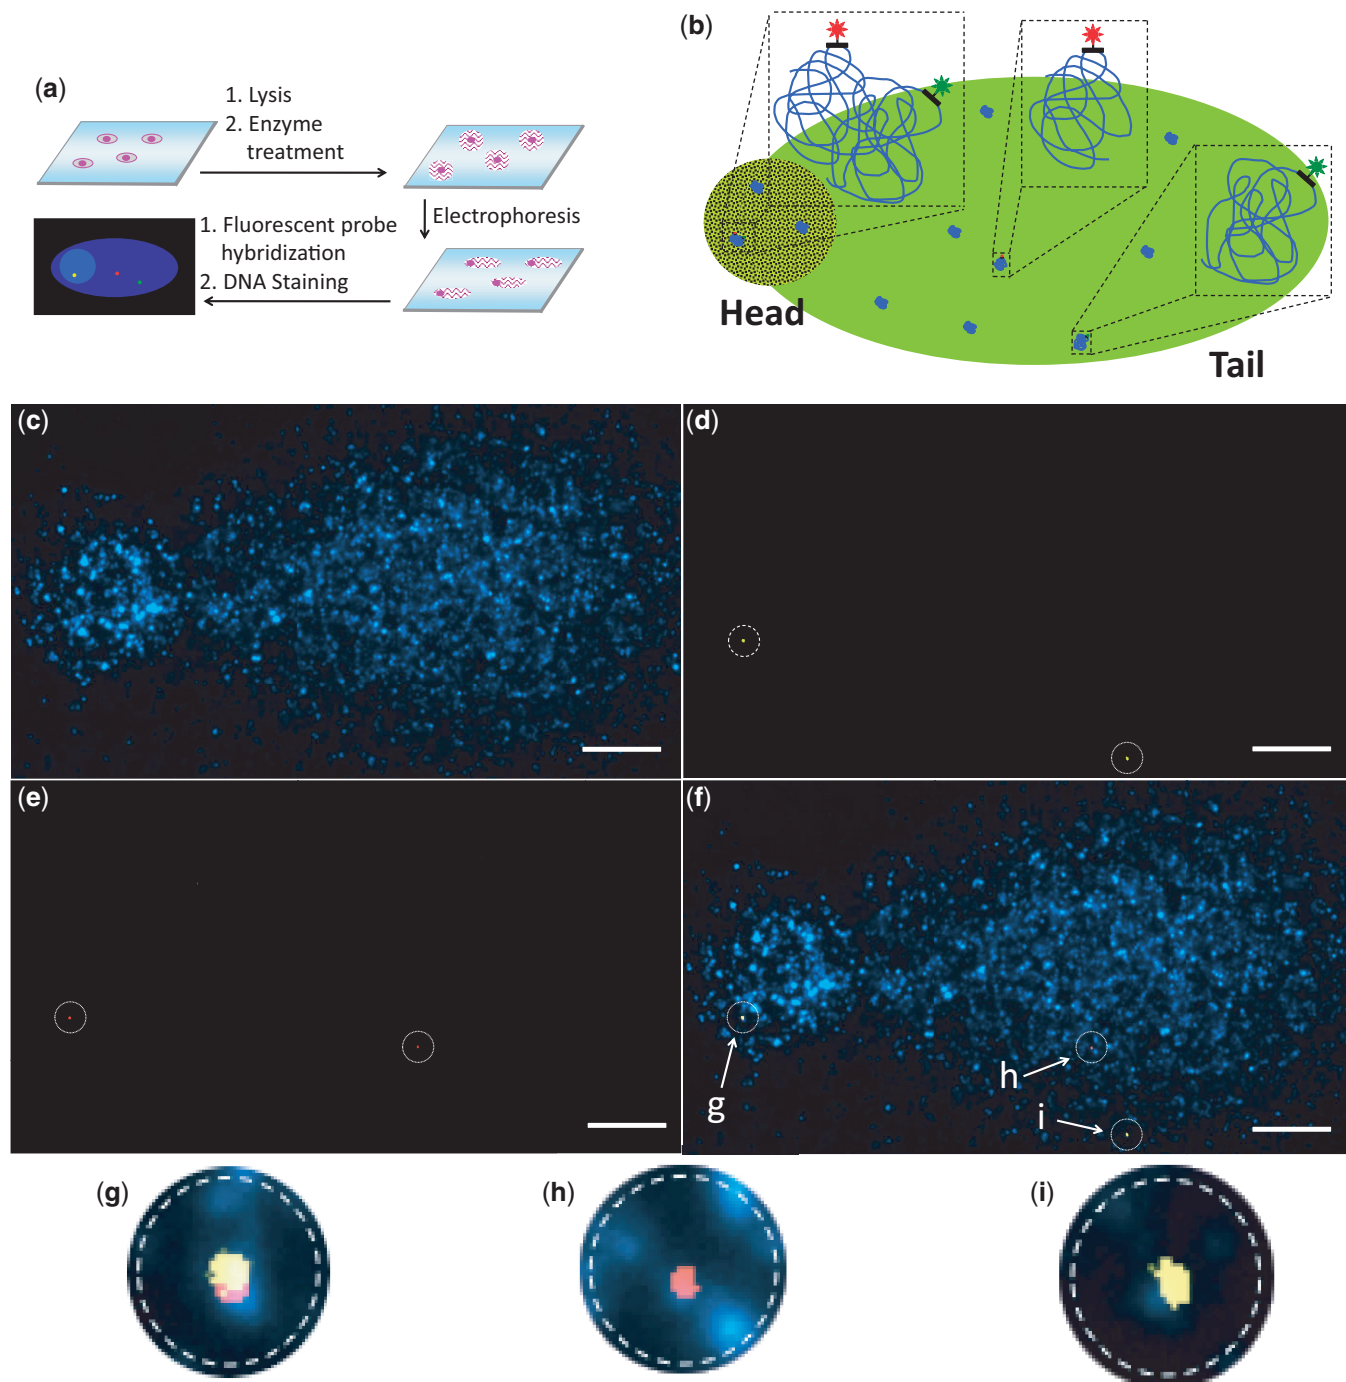 (a)
1. Lysis
2. Enzyme
treatment
Electrophoresis
1. Fluorescent probe
hybridization
2. DNA Staining
(b)
Head
Tail
(c)
(d)
(e)
(f)
g
h
i
(g)
(h)
(i)